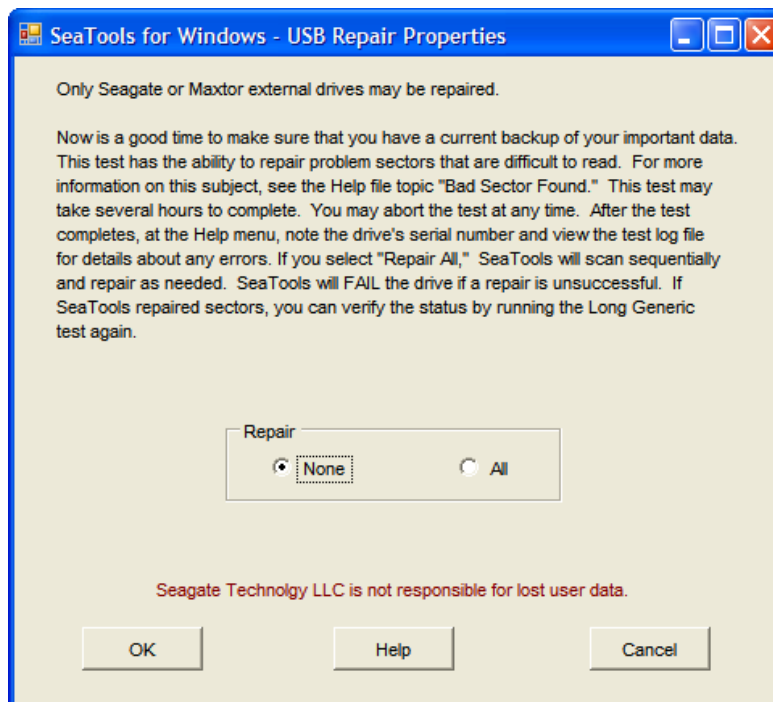 SeaTools for Windows - USB Repair Properties
Only Seagate or Maxtor external drives may be repaired.
Now is a good time to make sure that you have a current backup of your important data.
This test has the ability to repair problem sectors that are difficult to read.  For more
information on this subject, see the Help file topic "Bad Sector Found."  This test may
take several hours to complete.  You may abort the test at any time.  After the test
completes, at the Help menu, note the drive's serial number and view the test log file
for details about any errors. If you select "Repair All,"  SeaTools will scan sequentially
and repair as needed.  SeaTools will FAIL the drive if a repair is unsuccessful.  If
SeaTools repaired sectors, you can verify the status by running the Long Generic
test again.
Repair
None All
Seagate Technolgy LLC is not responsible for lost user data.
OK Help Cancel